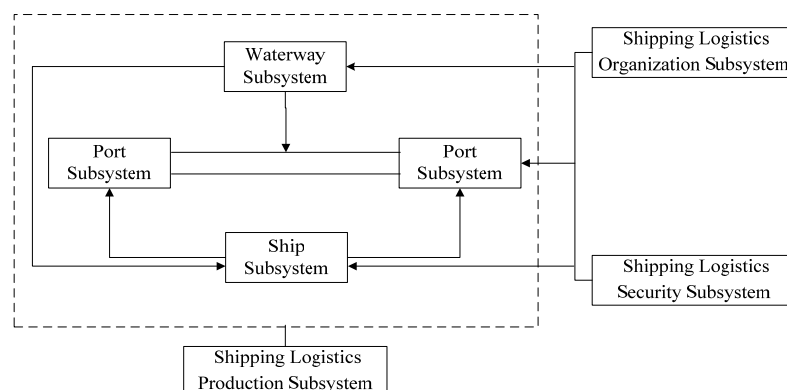 Waterway
Subsystem
Shipping Logistics
Organization Subsystem
Port
Subsystem
Port
Subsystem
Ship
Subsystem
Shipping Logistics
Security Subsystem
Shipping Logistics
Production Subsystem